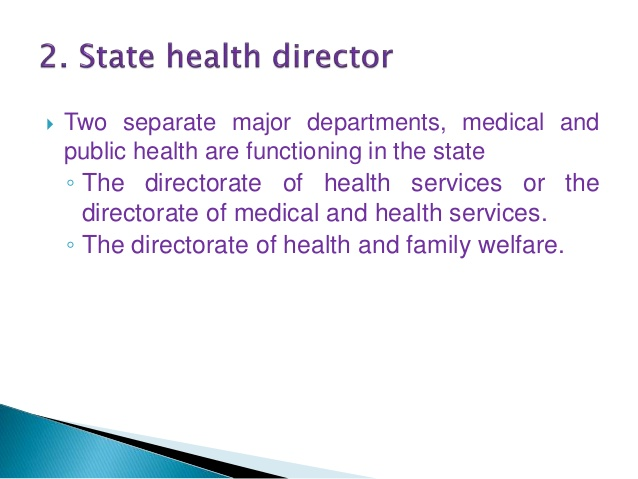 2. State health director
Two separate major departments, medical and
public health are functioning in the state
The directorate of health services or the
directorate of medical and health services.
The directorate of health and family welfare.